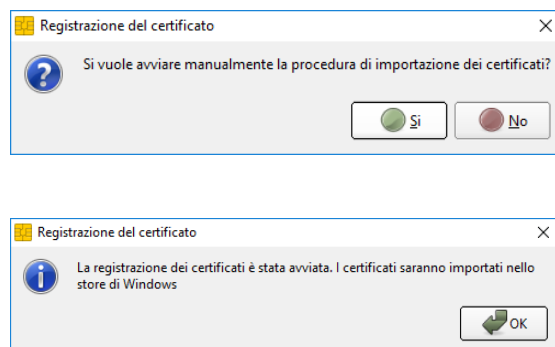 Registrazione del certificato
Si vuole avviare manualmente la procedura di importazione dei certificati?
Si No
Registrazione del certificato
La registrazione dei certificati è stata avviata. I certificati saranno importati nello
store di Windows
OK